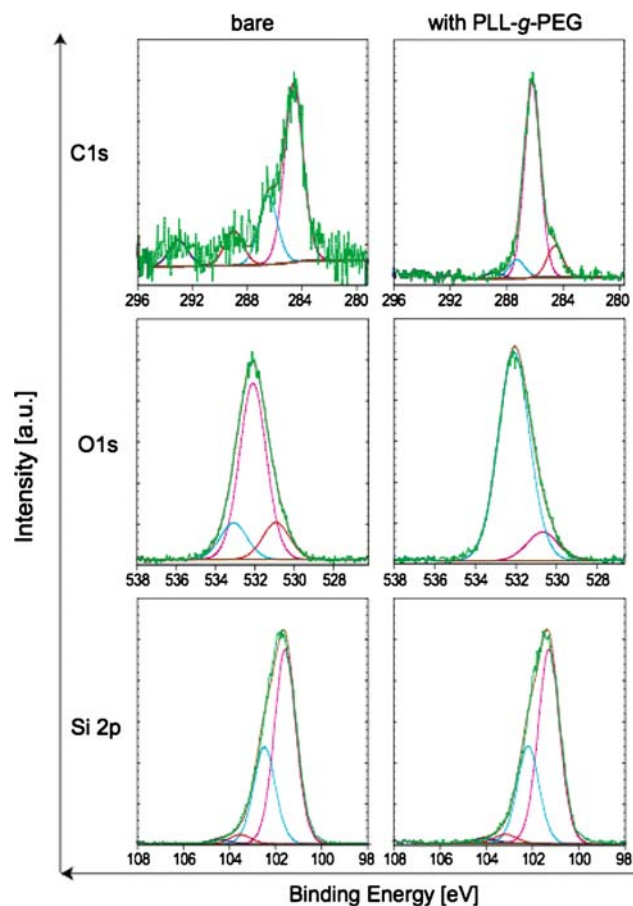 bare
with PLL-g-PEG
C1s
296 292 288 284 280
296 292 288 284 280
O1s
538 536 534 532 530 528
538 536 534 532 530 528
Intensity [a.u.]
Si 2p
108 106 104 102 100 98
108 106 104 102 100 98
Binding Energy [eV]